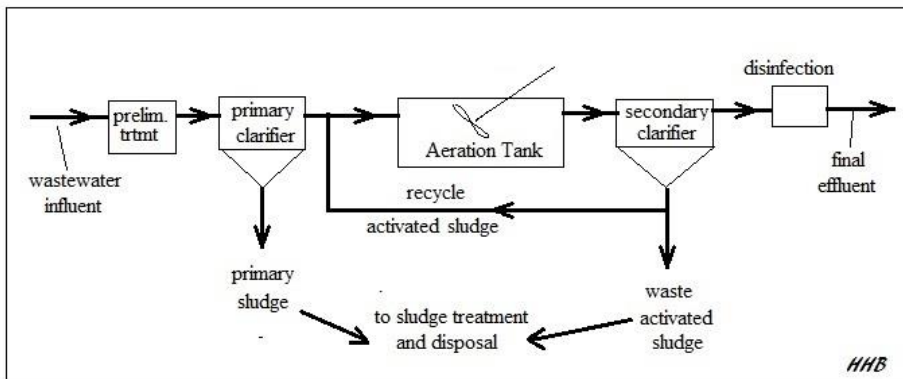 disinfection
prelim.
trtmt
primary
clarifier
Aeration Tank
secondary
clarifier
wastewater
influent
final
effluent
recycle
activated sludge
primary
sludge
to sludge treatment
and disposal
waste
activated
sludge
HHB